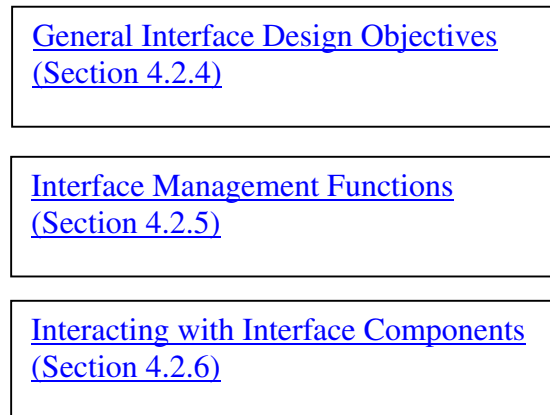 General Interface Design Objectives
(Section 4.2.4)
Interface Management Functions
(Section 4.2.5)
Interacting with Interface Components
(Section 4.2.6)